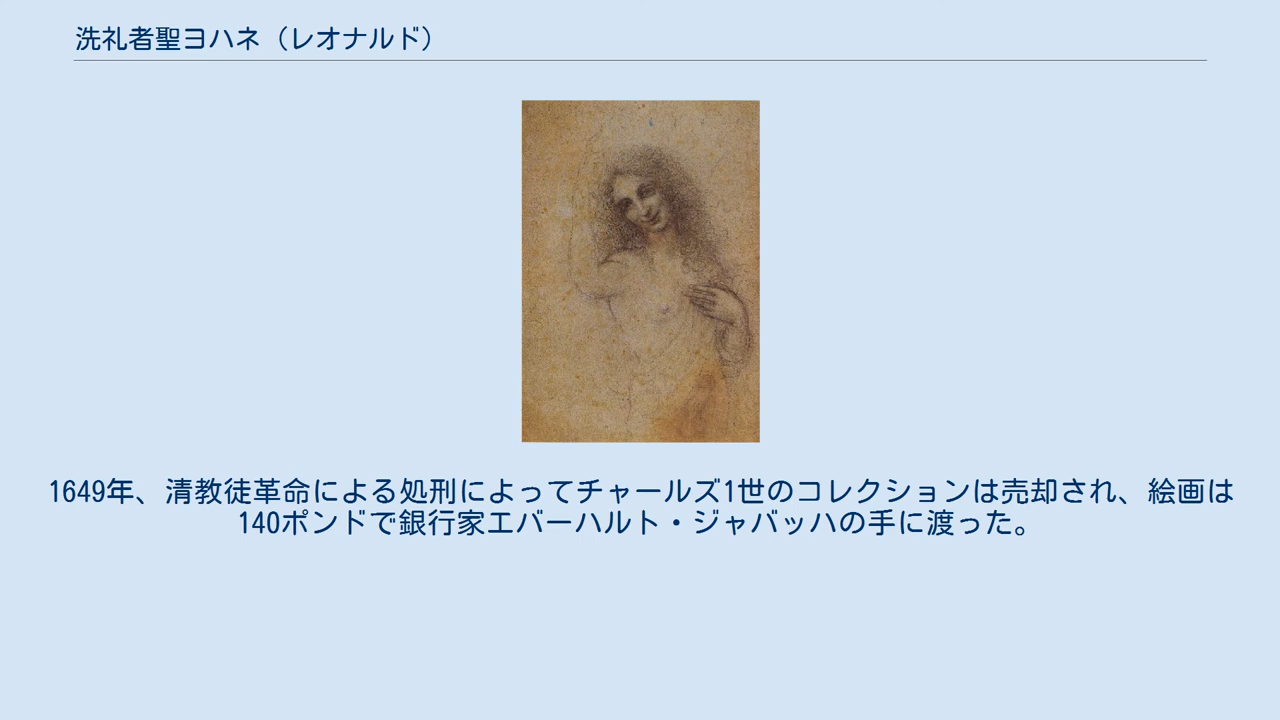 洗礼者聖ヨハネ（レオナルド）
1649年、清教徒革命による処刑によってチャールズ1世のコレクションは売却され、絵画は
140ポンドで銀行家エバーハルト・ジャバッハの手に渡った。